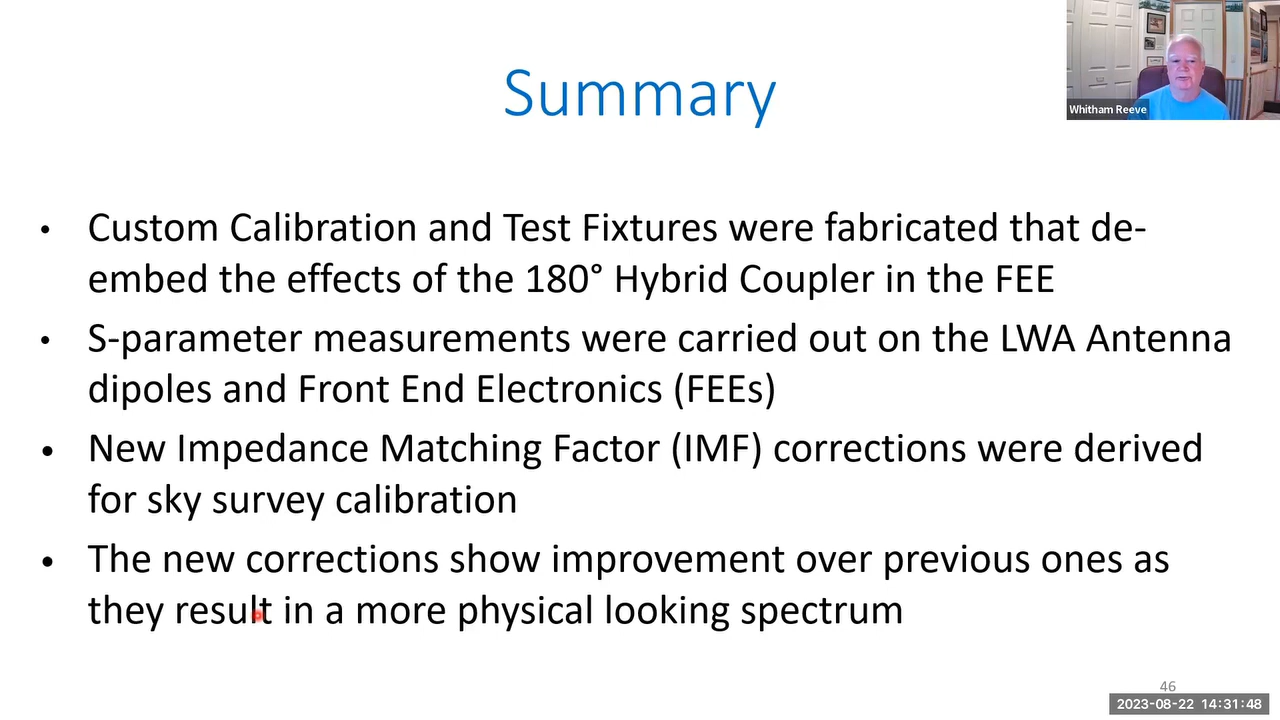 Summary
Whitham Reeve
• Custom Calibration and Test Fixtures were fabricated that de-
embed the effects of the 180° Hybrid Coupler in the FEE
• S-parameter measurements were carried out on the LWA Antenna
dipoles and Front End Electronics (FEEs)
• New Impedance Matching Factor (IMF) corrections were derived
for sky survey calibration
• The new corrections show improvement over previous ones as
they result in a more physical looking spectrum
46
2023-08-22 14:31:48